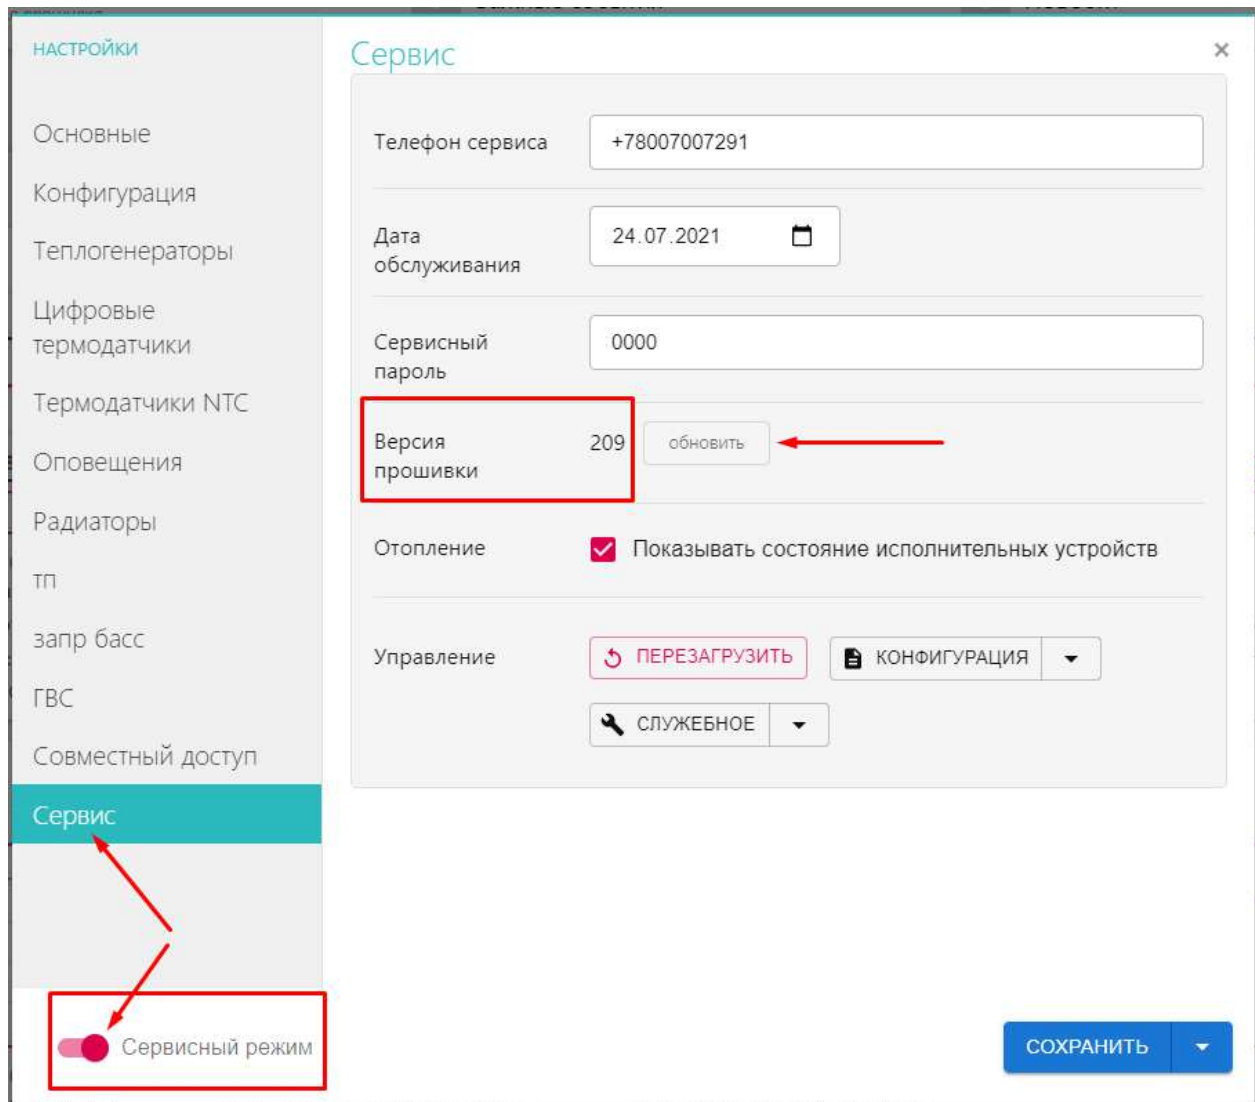 НАСТРОЙКИ
Основные
Конфигурация
Теплогенераторы
Цифровые
термодатчики
Термодатчики NTC
Оповещения
Радиаторы
тп
запр басс
ГВС
Совместный доступ
Сервис
Сервисный режим
Сервис
×
Телефон сервиса
+78007007291
Дата
обслуживания
24.07.2021
Сервисный
пароль
0000
Версия
прошивки
209
обновить
Отопление
Показывать состояние исполнительных устройств
Управление
ПЕРЕЗАГРУЗИТЬ
КОНФИГУРАЦИЯ
СЛУЖЕБНОЕ
СОХРАНИТЬ